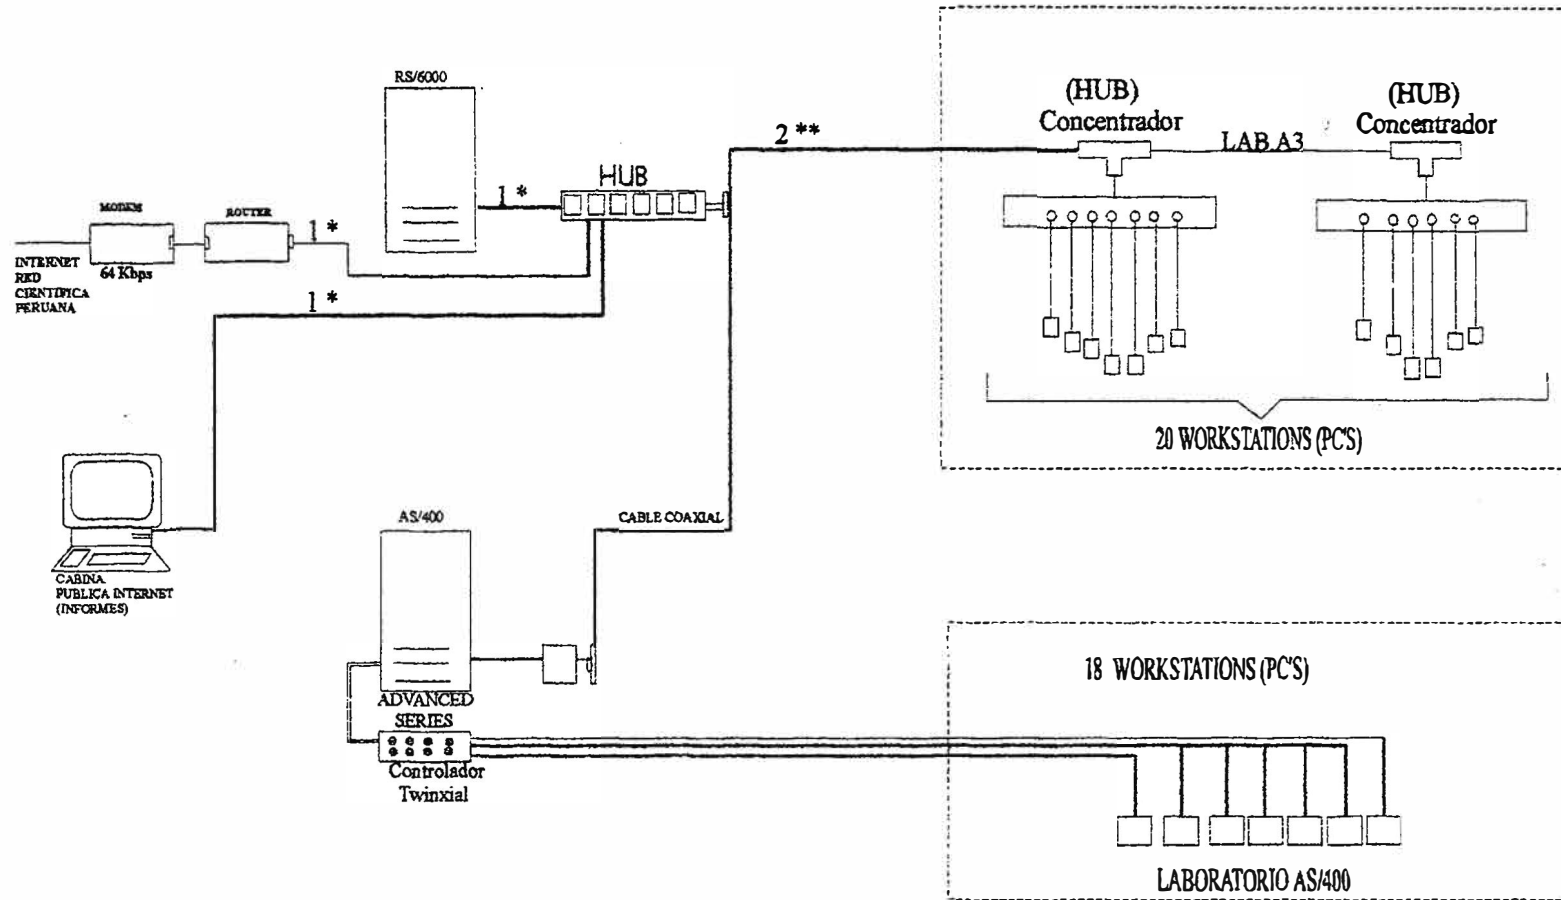 RS/6000
(HUB)
Concentrador
(HUB)
Concentrador
2 **
LAB A3
HUB
1 *
MODEM
ROUTER
1 *
64 Kbps
INTERNET
RED
CIENTIFICA
PERUANA
1 *
20 WORKSTATIONS (PC'S)
AS/400
CABLE COAXIAL
CABINA
PUBLICA INTERNET
(INFORMES)
18 WORKSTATIONS (PC'S)
ADVANCED
SERIES
Controlador
Twinxial
LABORATORIO AS/400